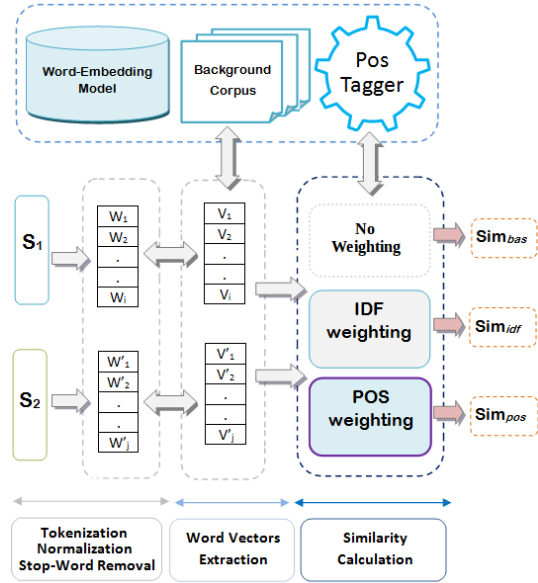 Word-Embedding
Model
Background
Corpus
Pos
Tagger
S1
W1
W2
.
.
Wi
V1
V2
.
.
Vi
No
Weighting
Simbas
IDF
weighting
Simidf
S2
W'1
W'2
.
.
W'j
V'1
V'2
.
.
V'j
POS
weighting
Simpos
Tokenization
Normalization
Stop-Word Removal
Word Vectors
Extraction
Similarity
Calculation